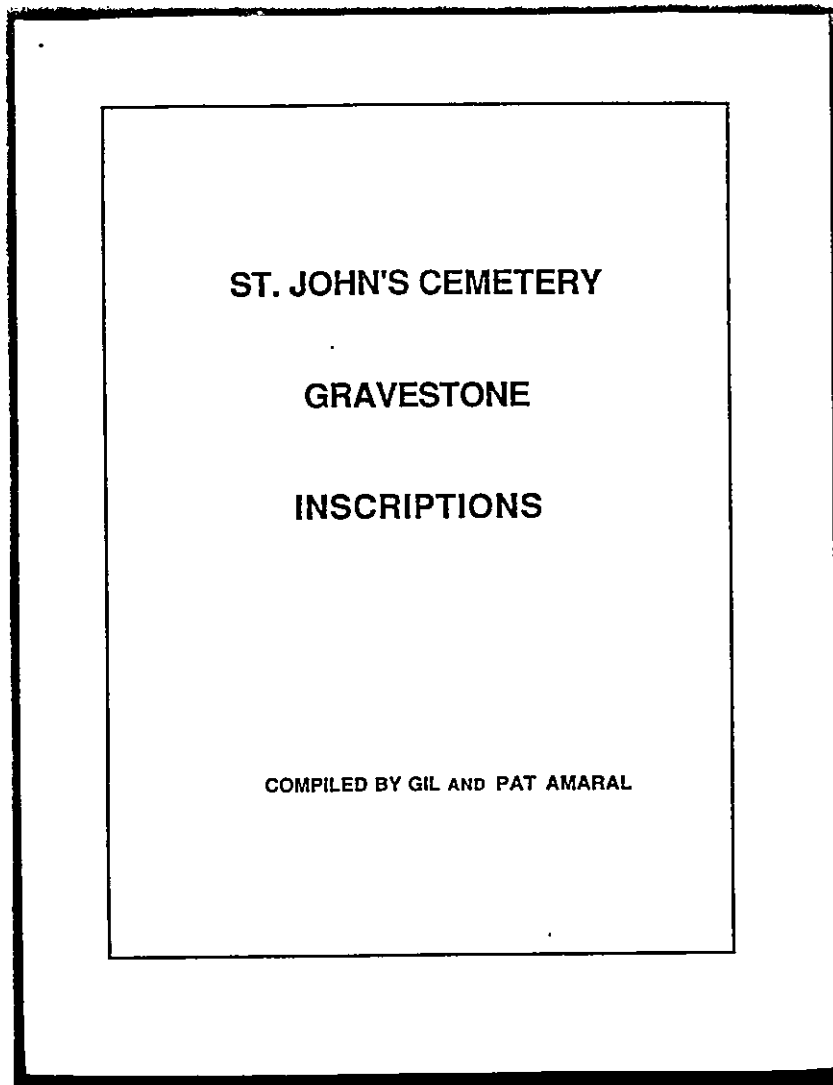 ST. JOHN'S CEMETERY
GRAVESTONE
INSCRIPTIONS
COMPILED BY GIL AND PAT AMARAL